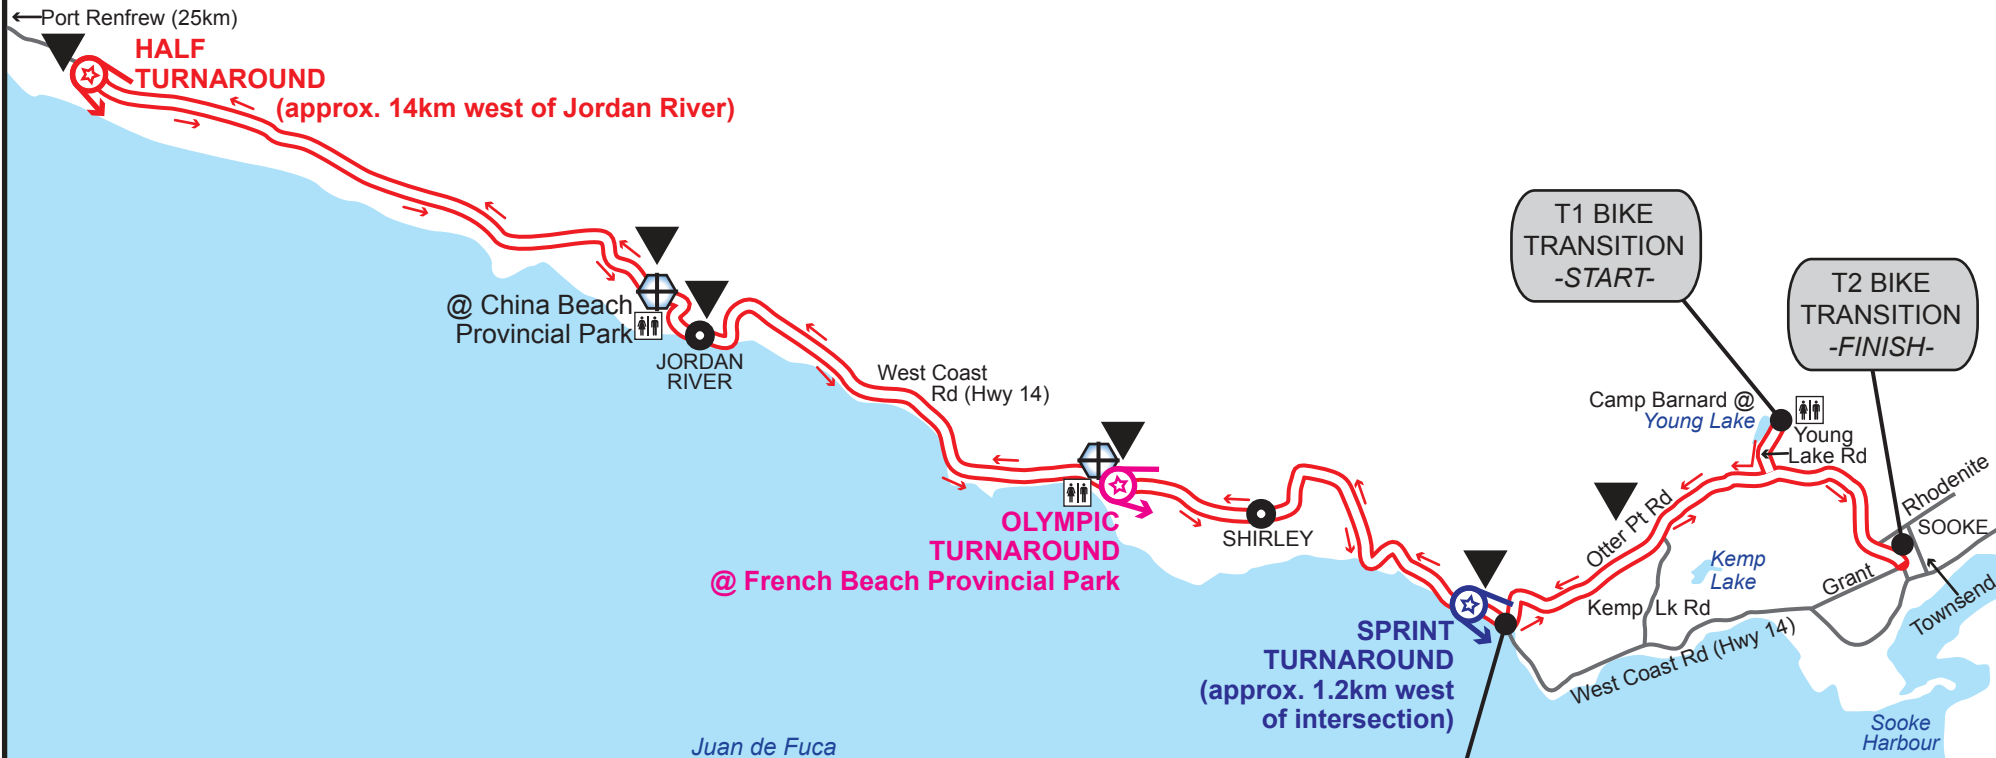 ←Port Renfrew (25km)
HALF
TURNAROUND
(approx. 14km west of Jordan River)
T1 BIKE
TRANSITION
-START-
T2 BIKE
TRANSITION
-FINISH-
@ China Beach
Provincial Park
JORDAN
RIVER
West Coast
Rd (Hwy 14)
Camp Barnard @
Young Lake
Young
Lake Rd
Rhodenite
SOOKE
Otter Pt Rd
OLYMPIC
TURNAROUND
@ French Beach Provincial Park
SHIRLEY
Kemp
Lake
Grant
Townsend
Kemp Lk Rd
West Coast Rd (Hwy 14)
SPRINT
TURNAROUND
(approx. 1.2km west
of intersection)
Sooke
Harbour
Juan de Fuca